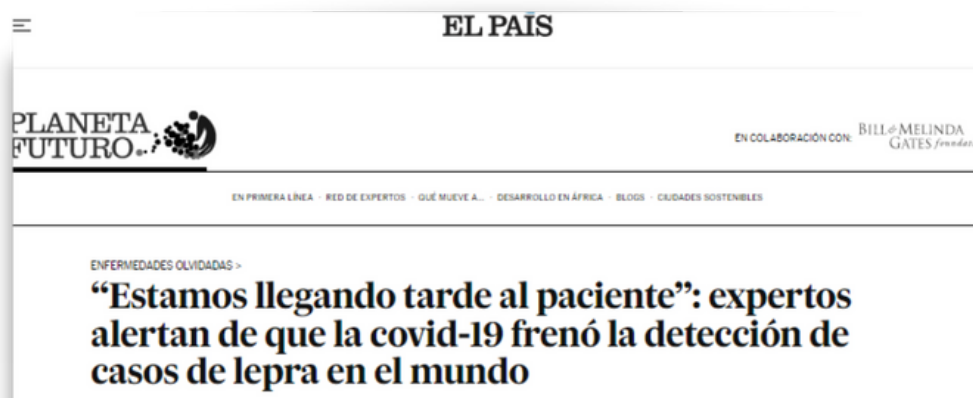 EL PAÍS
PLANETA
FUTURO
EN COLABORACIÓN CON: BILL & MELINDA
GATES
EN PRIMERA LÍNEA · RED DE EXPERTOS · QUÉ MUEVE A... · DESARROLLO EN ÁFRICA · BLOGS · CIUDADES SOSTENIBLES
ENFERMEDADES OLVIDADAS >
“Estamos llegando tarde al paciente”: expertos
alertan de que la covid-19 frenó la detección de
casos de lepra en el mundo